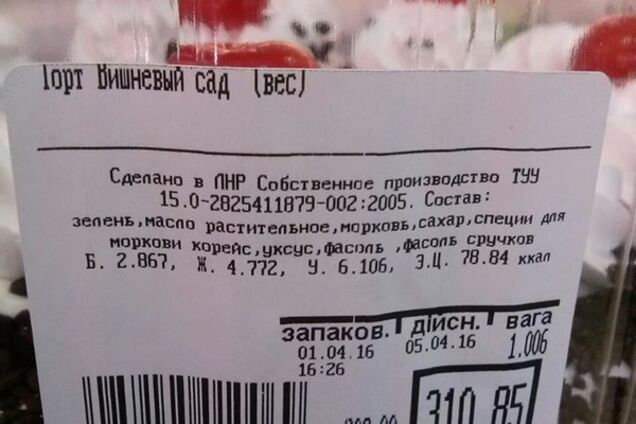 Торт Вишневый сад (вес)
Сделано в ЛНР Собственное производство ТУУ
15.0-2825411879-002:2005. Состав:
зелень,масло растительное,морковь,сахар,специи для
моркови корейс,уксус,фасоль ,фасоль стручков
Б. 2.867, Ж. 4.772, У. 6.106, Э.Ц. 78.84 ккал
запаков. дійсн. вага
01.04.16 05.04.16 1.006
16:26
310.85